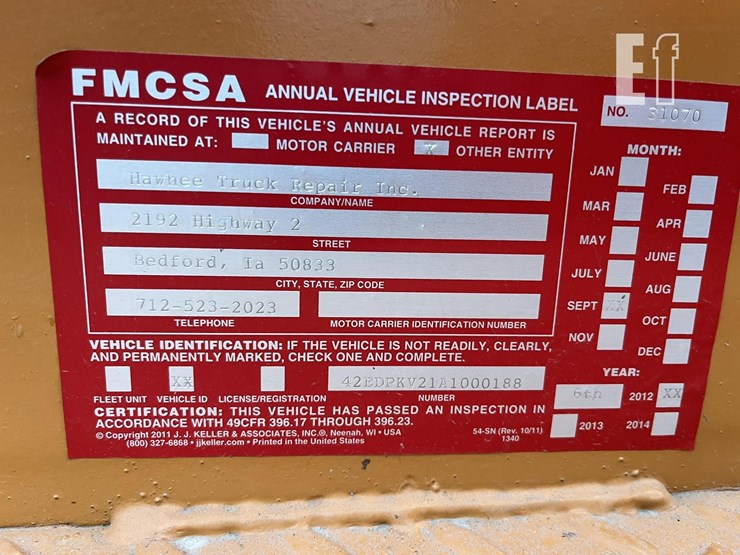 Ef
FMCSA ANNUAL VEHICLE INSPECTION LABEL
NO. 31070
A RECORD OF THIS VEHICLE'S ANNUAL VEHICLE REPORT IS
MAINTAINED AT: MOTOR CARRIER X OTHER ENTITY
Hawhee Truck Repair Inc.
COMPANY/NAME
2192 Highway 2
STREET
Bedford, Ia 50833
CITY, STATE, ZIP CODE
712-523-2023
TELEPHONE MOTOR CARRIER IDENTIFICATION NUMBER
MONTH:
JAN FEB
MAR APR
MAY JUNE
JULY AUG
SEPT XX OCT
NOV DEC
VEHICLE IDENTIFICATION: IF THE VEHICLE IS NOT READILY, CLEARLY,
AND PERMANENTLY MARKED, CHECK ONE AND COMPLETE.
XX 42EDPKV21A1000188
FLEET UNIT VEHICLE ID LICENSE/REGISTRATION NUMBER
YEAR:
6th 2012 XX
2013 2014
CERTIFICATION: THIS VEHICLE HAS PASSED AN INSPECTION IN
ACCORDANCE WITH 49CFR 396.17 THROUGH 396.23.
© Copyright 2011 J. J. KELLER & ASSOCIATES, INC.®, Neenah, WI • USA
(800) 327-6868 • jjkeller.com • Printed in the United States
54-SN (Rev. 10/11)
1340